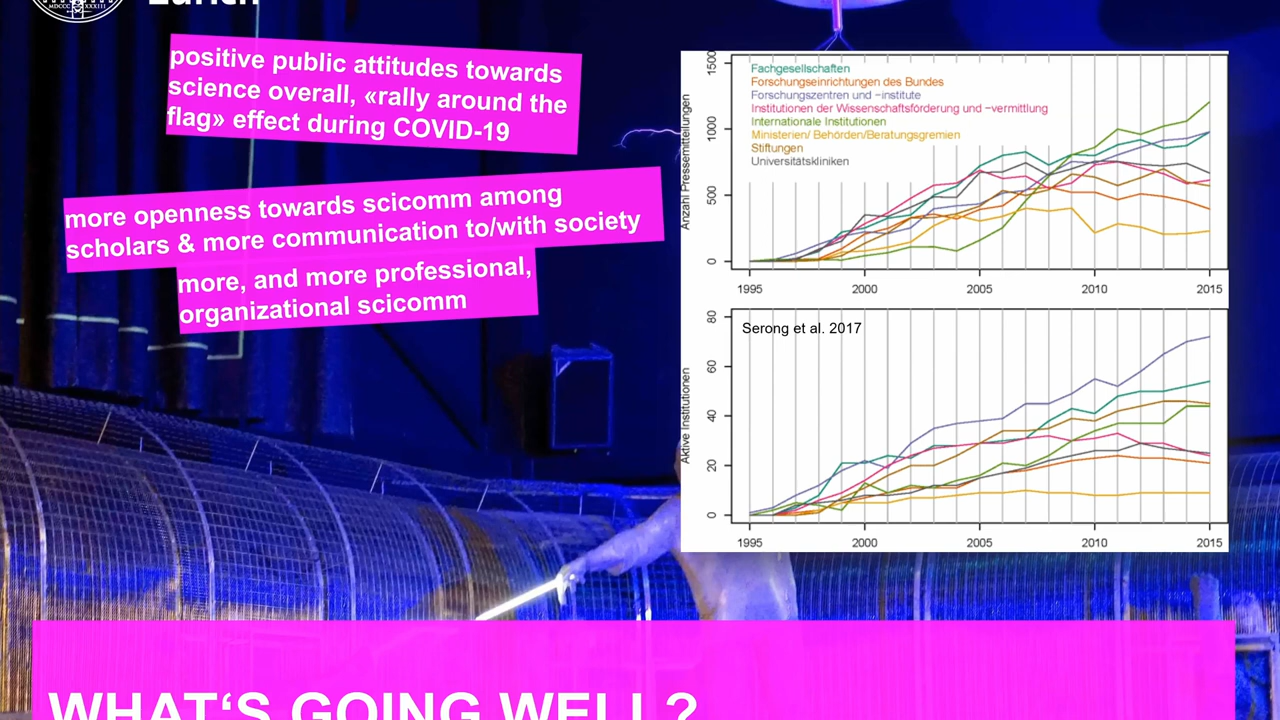 MDCCC XXXIII
Zürich
positive public attitudes towards
science overall, «rally around the
flag» effect during COVID-19
more openness towards scicomm among
scholars & more communication to/with society
more, and more professional,
organizational scicomm
Anzahl Pressemitteilungen
1500
1000
500
0
Fachgesellschaften
Forschungseinrichtungen des Bundes
Forschungszentren und −institute
Institutionen der Wissenschaftsförderung und −vermittlung
Internationale Institutionen
Ministerien/ Behörden/Beratungsgremien
Stiftungen
Universitätskliniken
1995 2000 2005 2010 2015
Serong et al. 2017
Aktive Institutionen
80
60
40
20
0
1995 2000 2005 2010 2015
WHAT‘S GOING WELL?